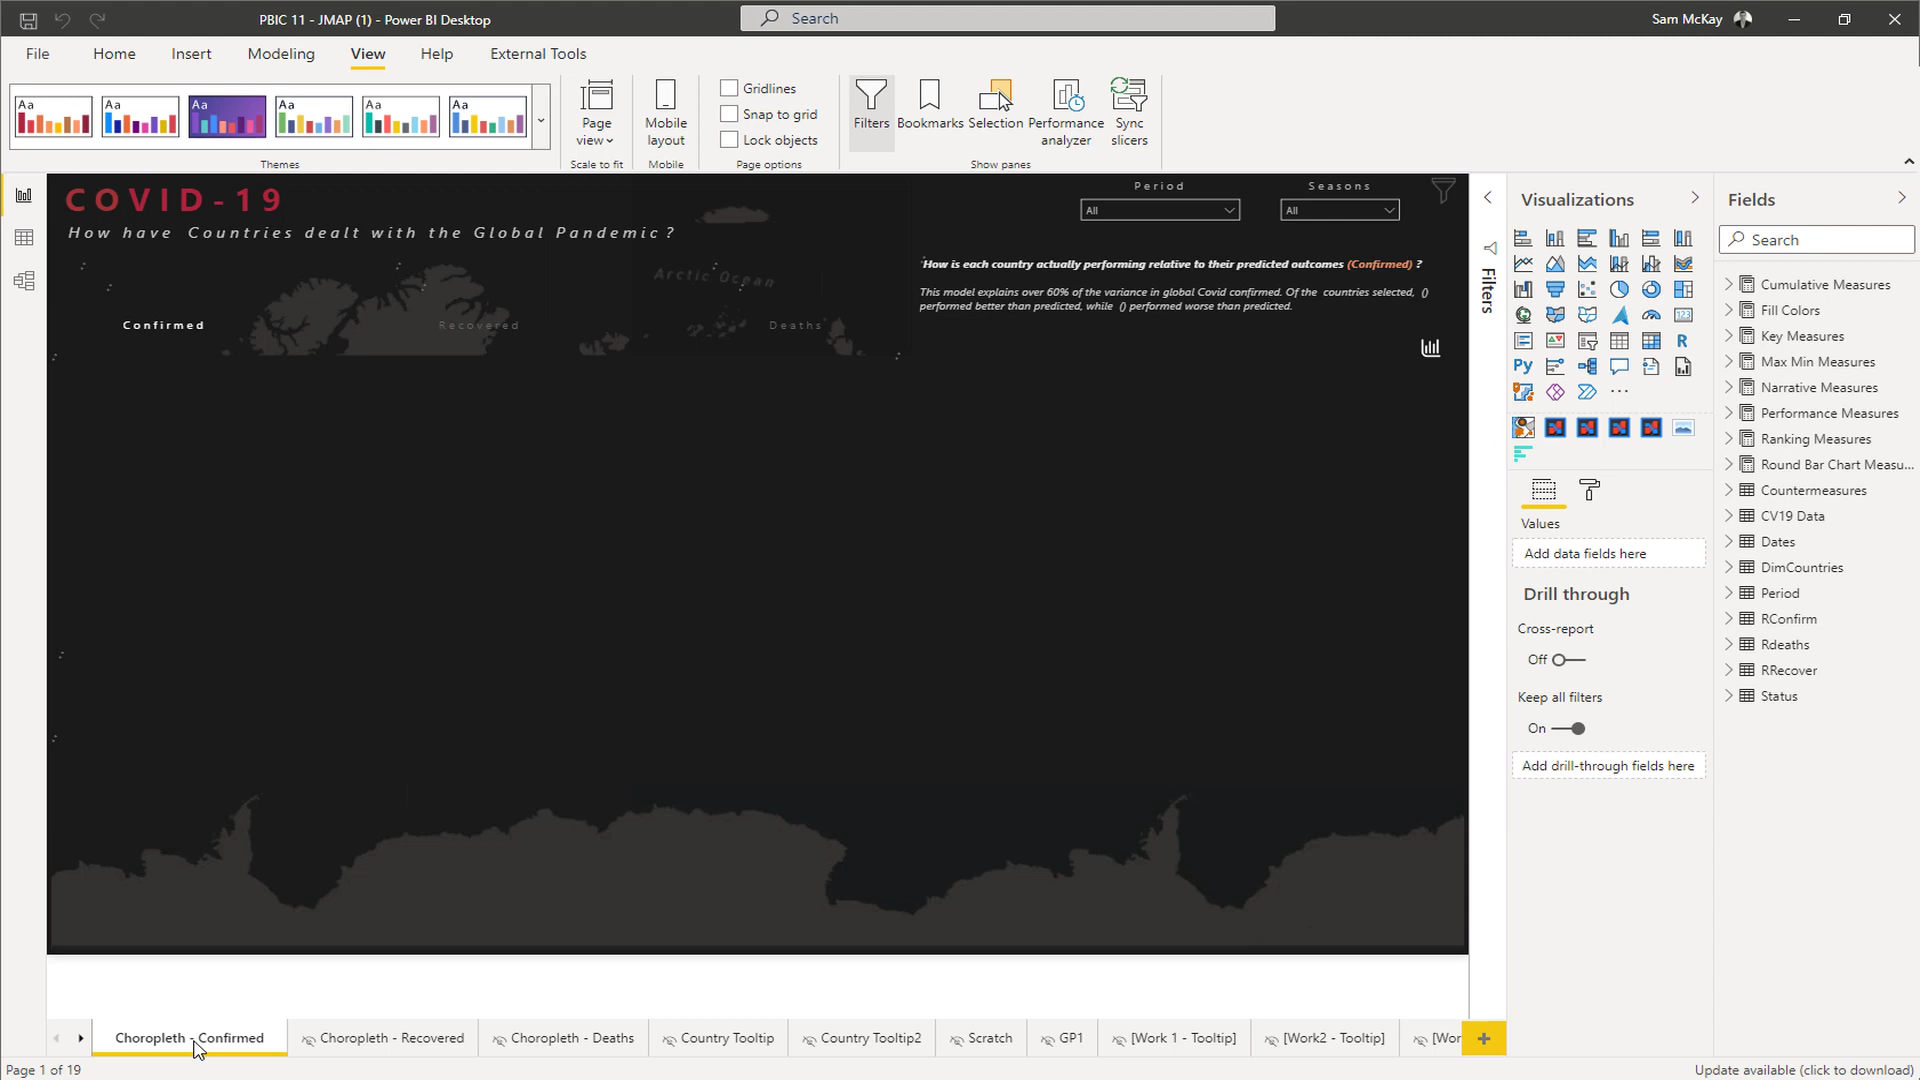 PBIC 11 - JMAP (1) - Power BI Desktop
Search
Sam McKay
File
Home
Insert
Modeling
View
Help
External Tools
Aa
Aa
Aa
Aa
Aa
Aa
Page view
Mobile layout
Gridlines
Snap to grid
Lock objects
Filters
Bookmarks
Selection
Performance analyzer
Sync slicers
Themes
Scale to fit
Mobile
Page options
Show panes
COVID-19
How have Countries dealt with the Global Pandemic ?
Period
All
Seasons
All
Arctic Ocean
Confirmed
Recovered
Deaths
How is each country actually performing relative to their predicted outcomes (Confirmed) ?
This model explains over 60% of the variance in global Covid confirmed. Of the countries selected, ()
performed better than predicted, while () performed worse than predicted.
Filters
Visualizations
123
R
Py
Values
Add data fields here
Drill through
Cross-report
Off
Keep all filters
On
Add drill-through fields here
Fields
Search
Cumulative Measures
Fill Colors
Key Measures
Max Min Measures
Narrative Measures
Performance Measures
Ranking Measures
Round Bar Chart Measu...
Countermeasures
CV19 Data
Dates
DimCountries
Period
RConfirm
Rdeaths
RRecover
Status
Choropleth - Confirmed
Choropleth - Recovered
Choropleth - Deaths
Country Tooltip
Country Tooltip2
Scratch
GP1
[Work 1 - Tooltip]
[Work2 - Tooltip]
[Wor
Page 1 of 19
Update available (click to download)